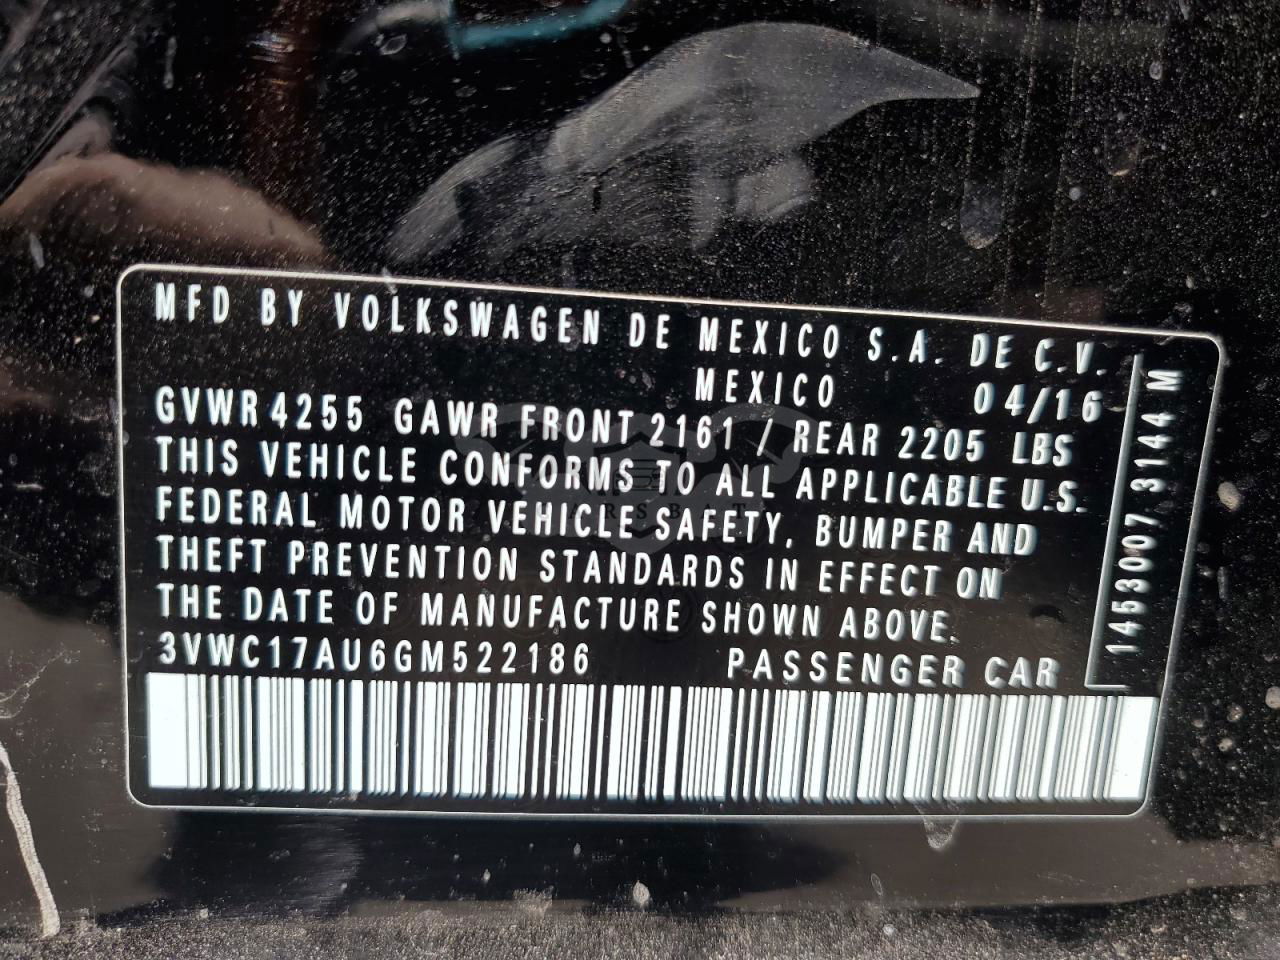 MFD BY VOLKSWAGEN DE MEXICO S.A. DE C.V.
MEXICO 04/16
GVWR 4255 GAWR FRONT 2161 / REAR 2205 LBS
THIS VEHICLE CONFORMS TO ALL APPLICABLE U.S.
FEDERAL MOTOR VEHICLE SAFETY, BUMPER AND
THEFT PREVENTION STANDARDS IN EFFECT ON
THE DATE OF MANUFACTURE SHOWN ABOVE.
3VWC17AU6GM522186 PASSENGER CAR
1453007 3144 M